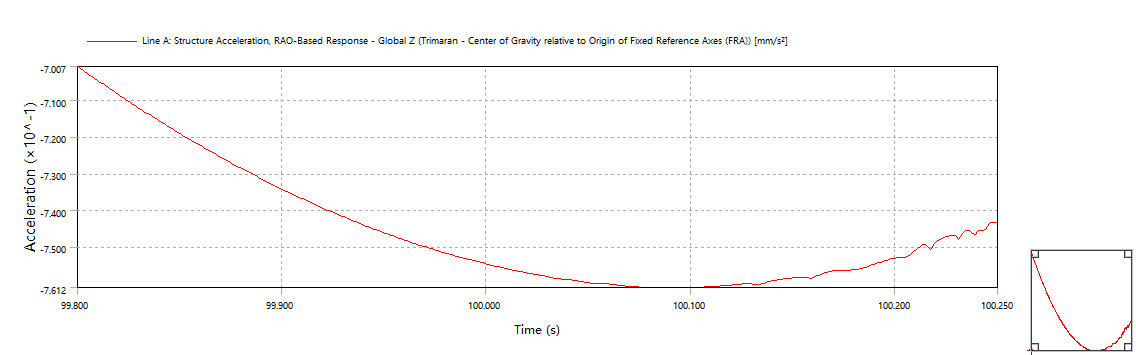 Line A: Structure Acceleration, RAO-Based Response - Global Z (Trimaran - Center of Gravity relative to Origin of Fixed Reference Axes (FRA)) [mm/s²]
Acceleration (×10^-1)
-7.007
-7.100
-7.200
-7.300
-7.400
-7.500
-7.612
99.800 99.900 100.000 100.100 100.200 100.250
Time (s)